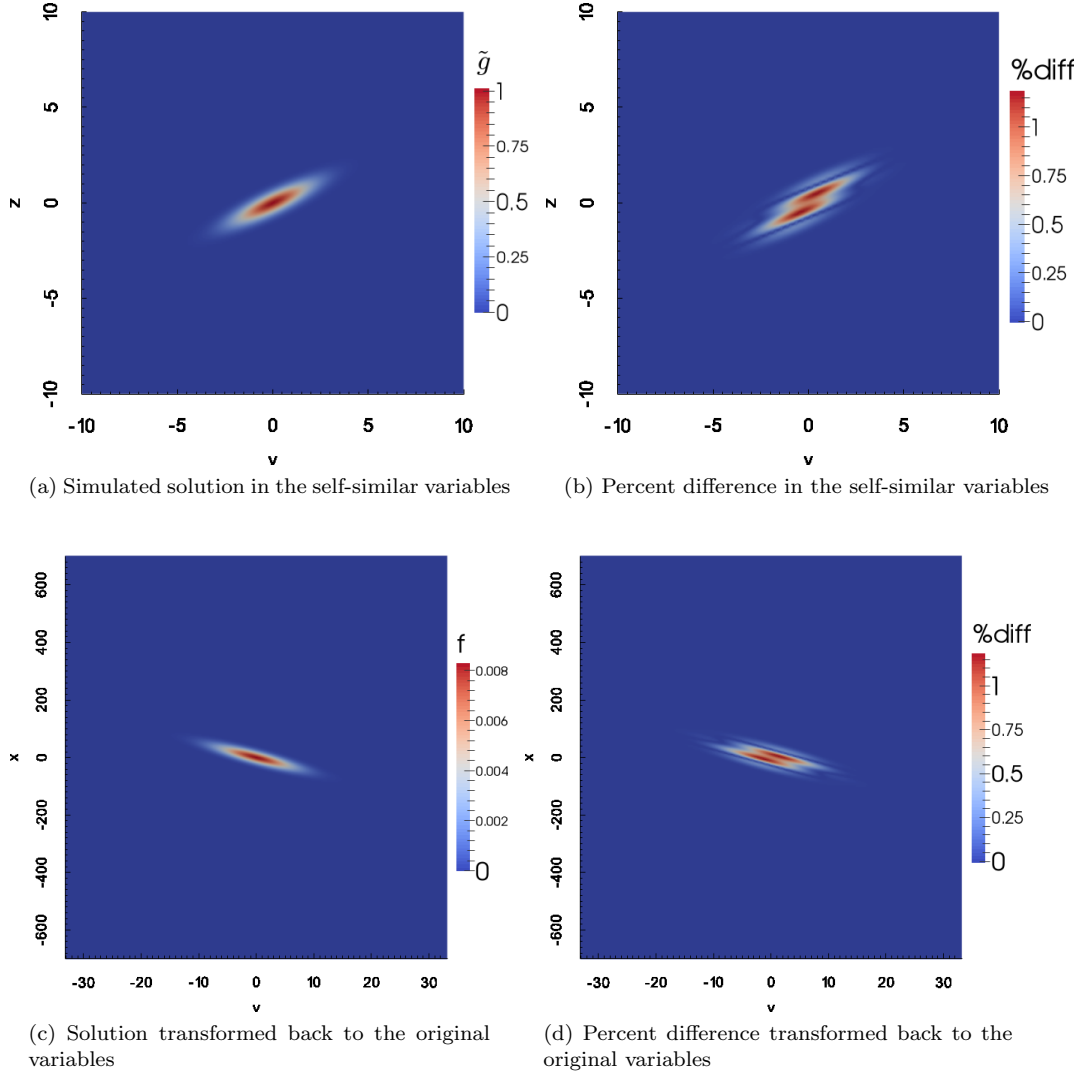 10
5
0
-5
-10
z
-10 -5 0 5 10
v
g̃
1
0.75
0.5
0.25
0
(a) Simulated solution in the self-similar variables
10
5
0
-5
-10
z
-10 -5 0 5 10
v
%diff
1
0.75
0.5
0.25
0
(b) Percent difference in the self-similar variables
600
400
200
0
-200
-400
-600
x
-30 -20 -10 0 10 20 30
v
f
0.008
0.006
0.004
0.002
0
(c) Solution transformed back to the original
variables
600
400
200
0
-200
-400
-600
x
-30 -20 -10 0 10 20 30
v
%diff
1
0.75
0.5
0.25
0
(d) Percent difference transformed back to the
original variables